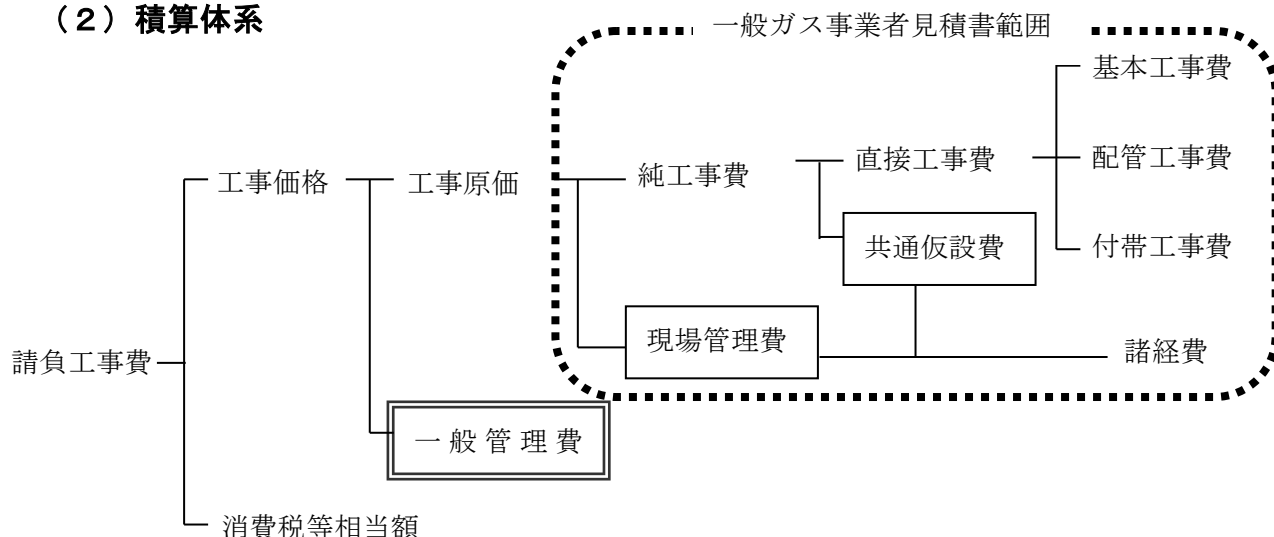 （２）積算体系
一般ガス事業者見積書範囲
基本工事費
工事価格
工事原価
純工事費
直接工事費
配管工事費
共通仮設費
付帯工事費
請負工事費
現場管理費
諸経費
一般管理費
消費税等相当額